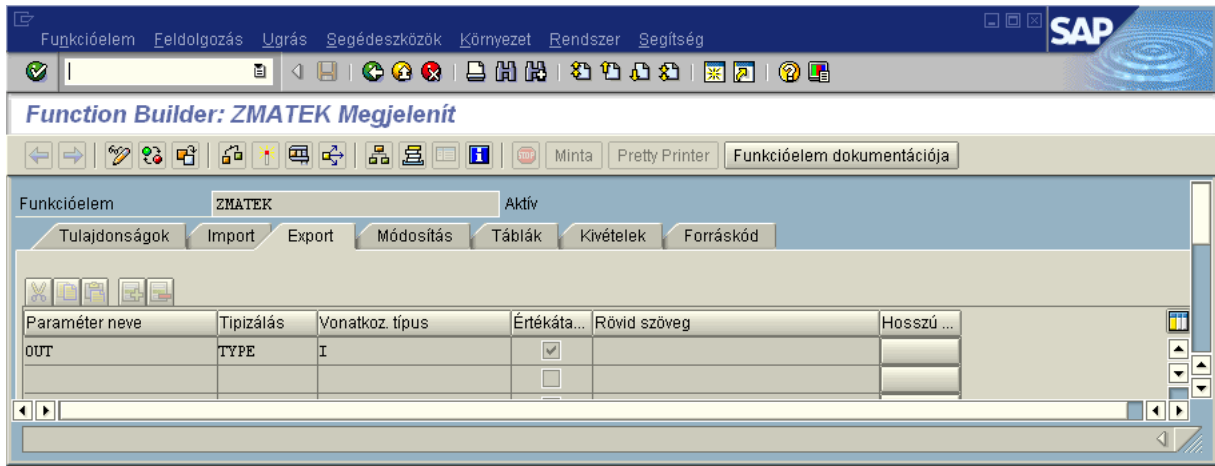 Funkcióelem Feldolgozás Ugrás Segédeszközök Környezet Rendszer Segítség
SAP
Function Builder: ZMATEK Megjelenít
STOP Minta Pretty Printer Funkcióelem dokumentációja
Funkcióelem ZMATEK Aktív
Tulajdonságok Import Export Módosítás Táblák Kivételek Forráskód
Paraméter neve Tipizálás Vonatkoz. típus Értékáta... Rövid szöveg Hosszú ...
OUT TYPE I